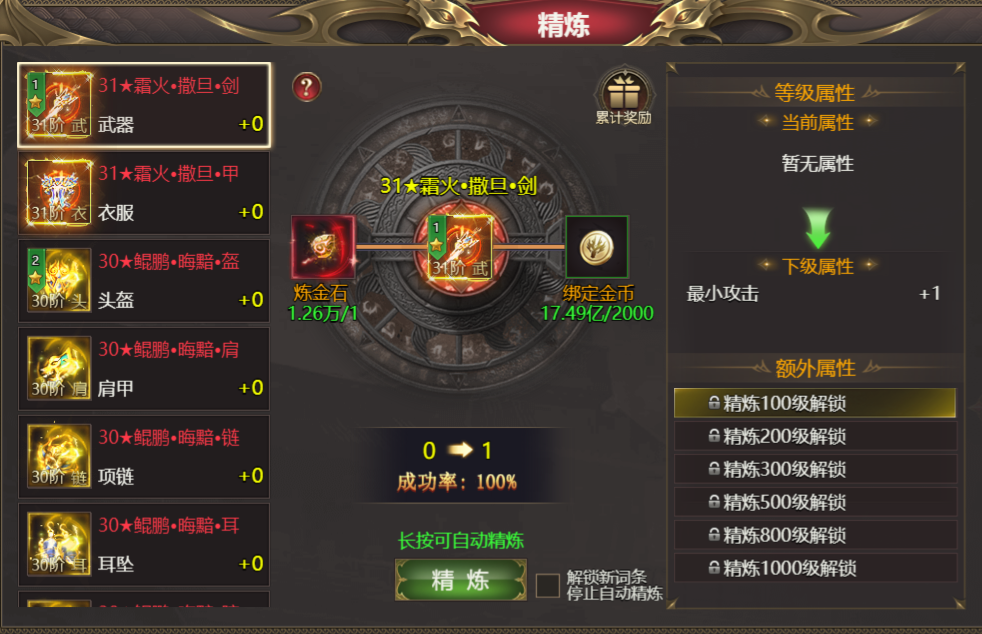 精炼
1
31阶 武
31★霜火•撒旦•剑
武器
+0
31阶 衣
31★霜火•撒旦•甲
衣服
+0
2
30阶 头
30★鲲鹏•晦黯•盔
头盔
+0
30阶 肩
30★鲲鹏•晦黯•肩
肩甲
+0
30阶 链
30★鲲鹏•晦黯•链
项链
+0
30阶 耳
30★鲲鹏•晦黯•耳
耳坠
+0
?
累计奖励
31★霜火•撒旦•剑
1
31阶 武
炼金石
1.26万/1
绑定金币
17.49亿/2000
0 1
成功率：100%
长按可自动精炼
精 炼
解锁新词条
停止自动精炼
等级属性
当前属性
暂无属性
下级属性
最小攻击 +1
额外属性
精炼100级解锁
精炼200级解锁
精炼300级解锁
精炼500级解锁
精炼800级解锁
精炼1000级解锁